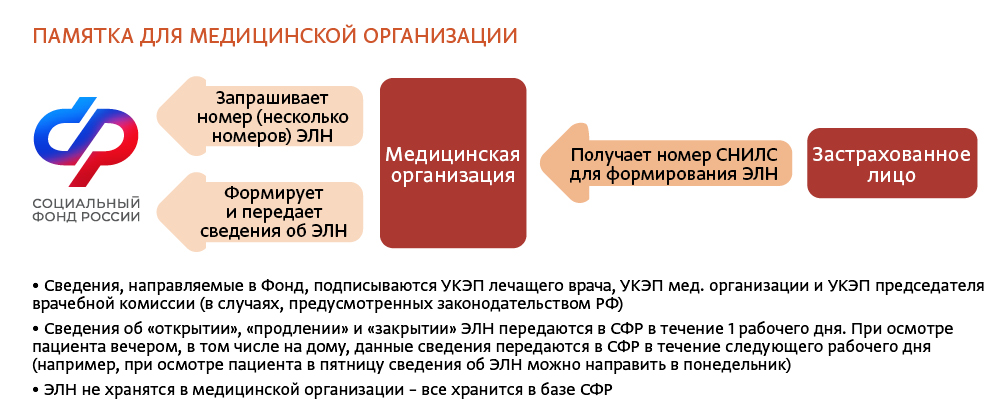 ПАМЯТКА ДЛЯ МЕДИЦИНСКОЙ ОРГАНИЗАЦИИ
СОЦИАЛЬНЫЙ
ФОНД РОССИИ
Запрашивает
номер (несколько
номеров) ЭЛН
Формирует
и передает
сведения об ЭЛН
Медицинская
организация
Получает номер СНИЛС
для формирования ЭЛН
Застрахованное
лицо
• Сведения, направляемые в Фонд, подписываются УКЭП лечащего врача, УКЭП мед. организации и УКЭП председателя
врачебной комиссии (в случаях, предусмотренных законодательством РФ)
• Сведения об «открытии», «продлении» и «закрытии» ЭЛН передаются в СФР в течение 1 рабочего дня. При осмотре
пациента вечером, в том числе на дому, данные сведения передаются в СФР в течение следующего рабочего дня
(например, при осмотре пациента в пятницу сведения об ЭЛН можно направить в понедельник)
• ЭЛН не хранятся в медицинской организации – все хранится в базе СФР